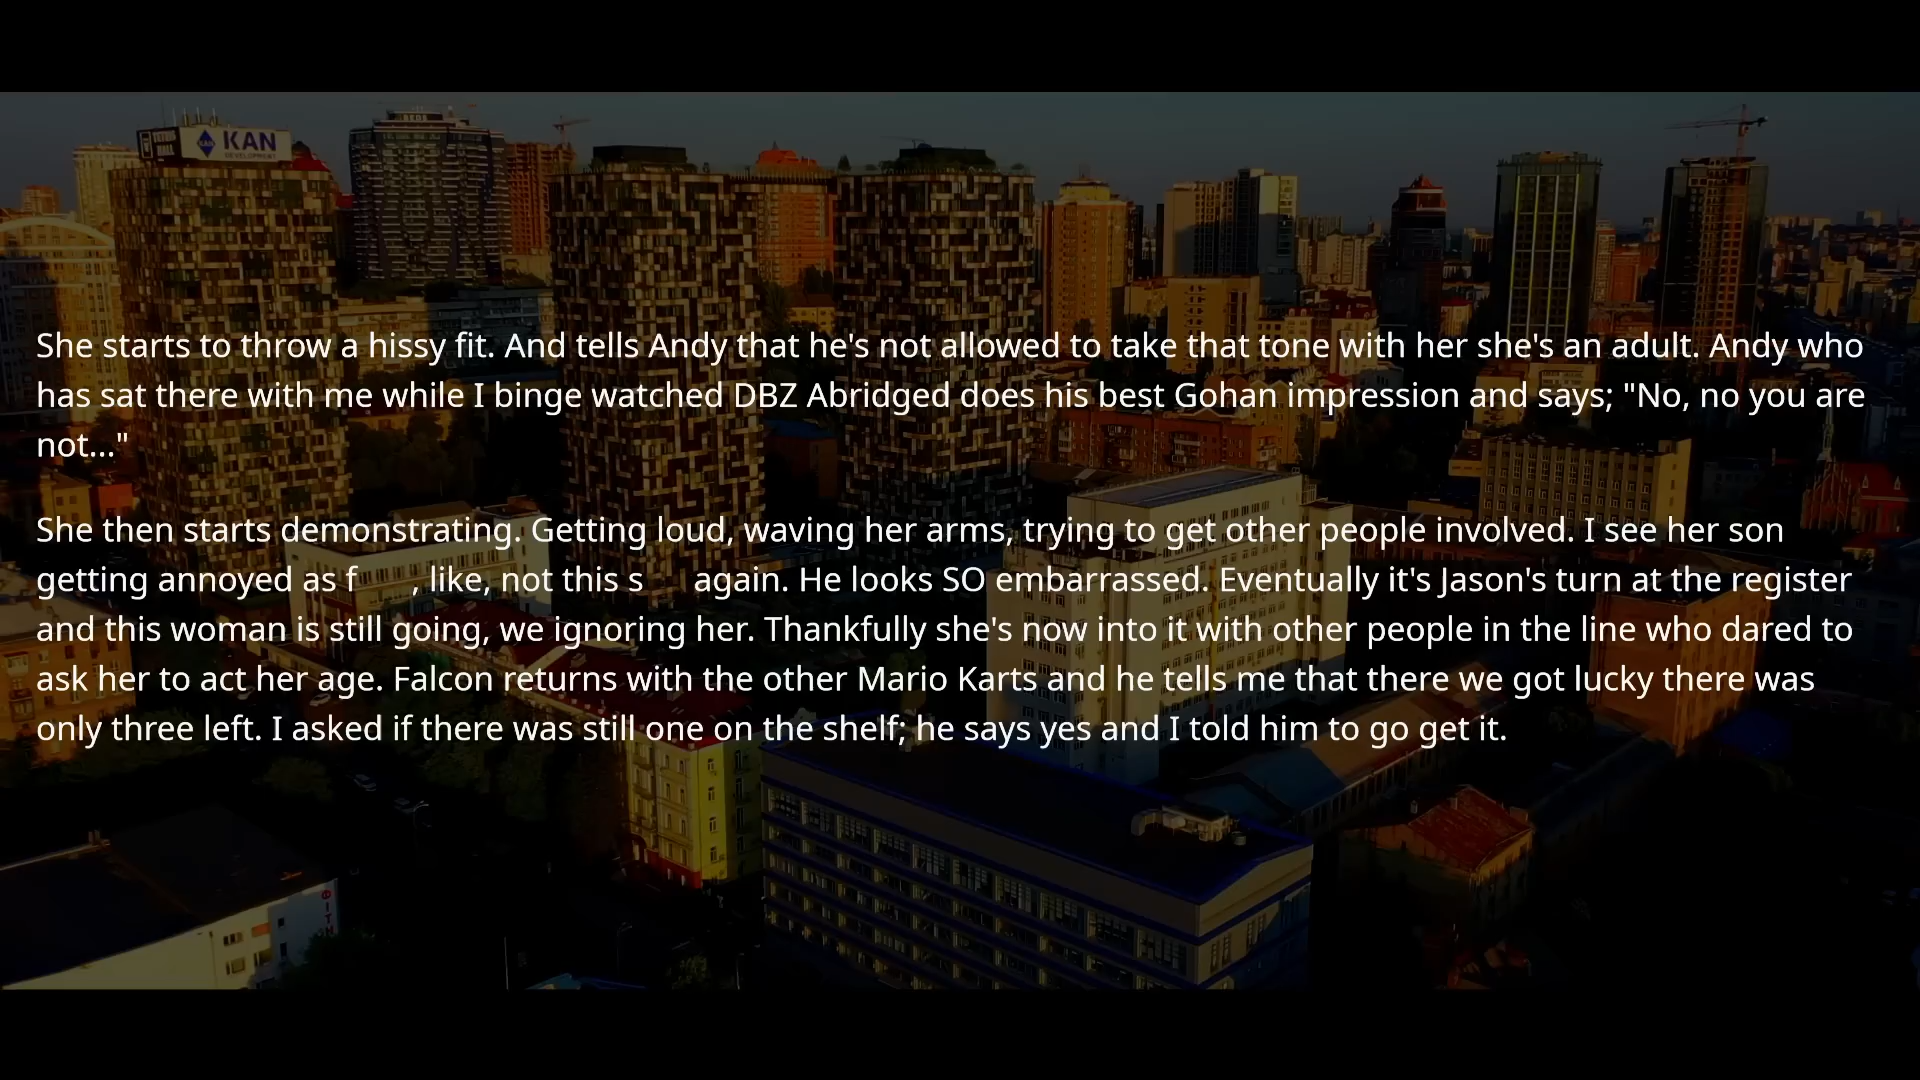 KAN
DEVELOPMENT
She starts to throw a hissy fit. And tells Andy that he's not allowed to take that tone with her she's an adult. Andy who
has sat there with me while I binge watched DBZ Abridged does his best Gohan impression and says; "No, no you are
not..."
She then starts demonstrating. Getting loud, waving her arms, trying to get other people involved. I see her son
getting annoyed as f , like, not this s again. He looks SO embarrassed. Eventually it's Jason's turn at the register
and this woman is still going, we ignoring her. Thankfully she's now into it with other people in the line who dared to
ask her to act her age. Falcon returns with the other Mario Karts and he tells me that there we got lucky there was
only three left. I asked if there was still one on the shelf; he says yes and I told him to go get it.